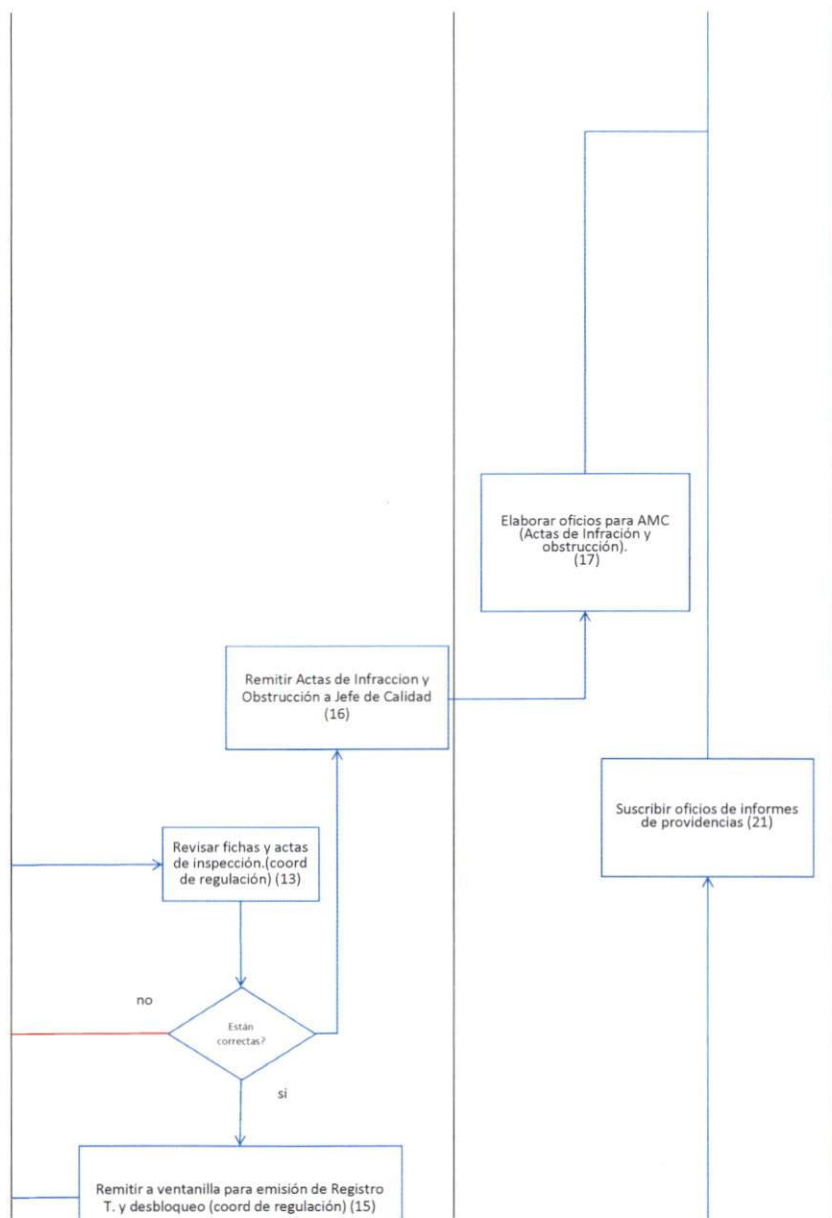 Elaborar oficios para AMC
(Actas de Infración y
obstrucción).
(17)
Remitir Actas de Infraccion y
Obstrucción a Jefe de Calidad
(16)
Suscribir oficios de informes
de providencias (21)
Revisar fichas y actas
de inspección.(coord
de regulación) (13)
no
Están
correctas?
si
Remitir a ventanilla para emisión de Registro
T. y desbloqueo (coord de regulación) (15)